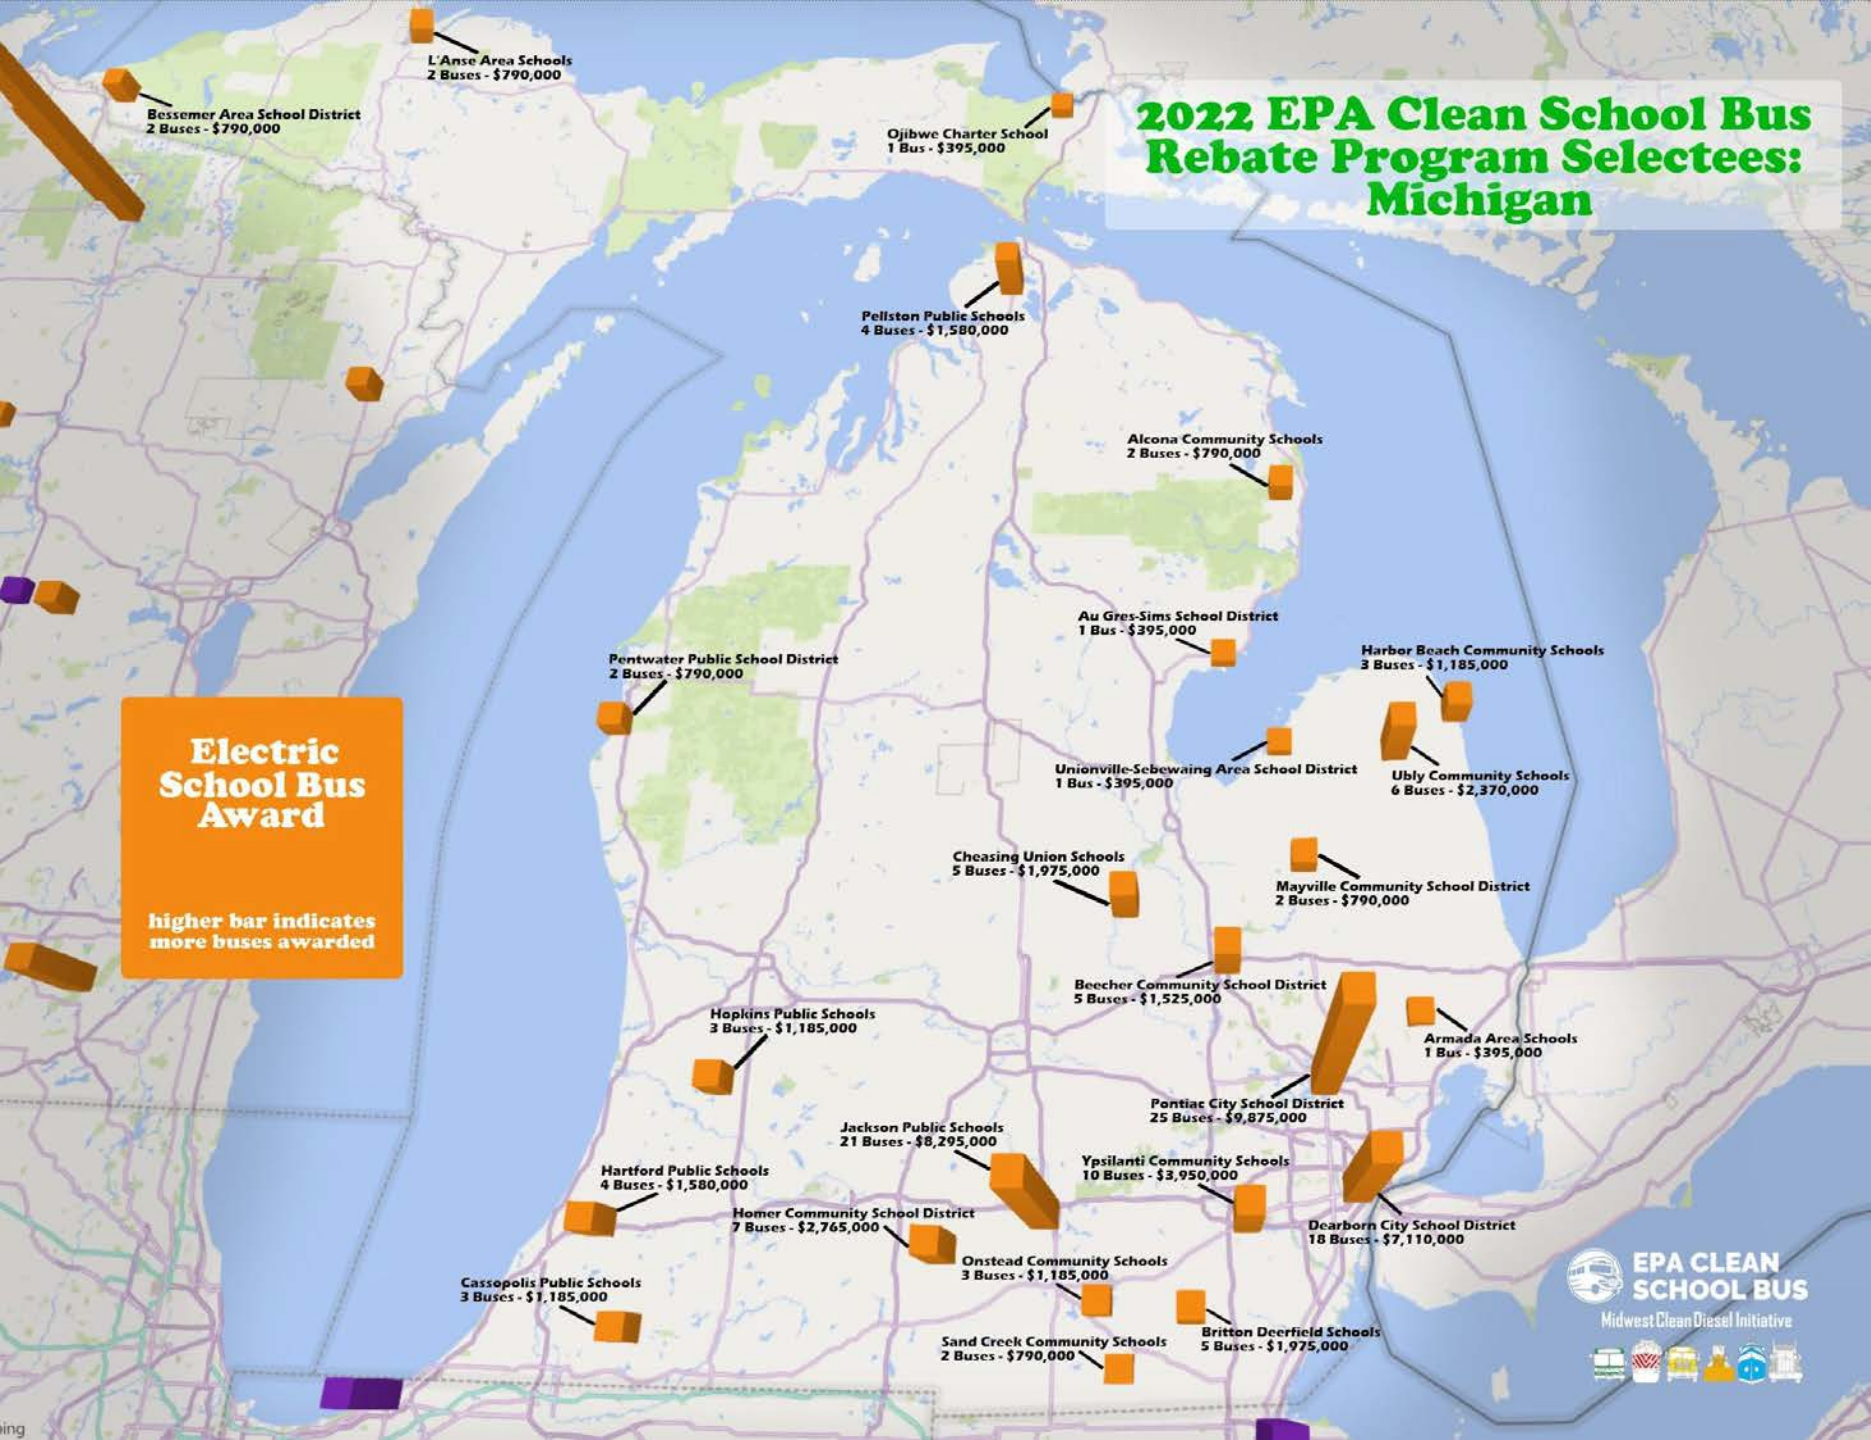 2022 EPA Clean School Bus
Rebate Program Selectees:
Michigan
L'Anse Area Schools
2 Buses - $790,000
Bessemer Area School District
2 Buses - $790,000
Ojibwe Charter School
1 Bus - $395,000
Pellston Public Schools
4 Buses - $1,580,000
Alcona Community Schools
2 Buses - $790,000
Au Gres-Sims School District
1 Bus - $395,000
Harbor Beach Community Schools
3 Buses - $1,185,000
Pentwater Public School District
2 Buses - $790,000
Unionville-Sebewaing Area School District
1 Bus - $395,000
Ubly Community Schools
6 Buses - $2,370,000
Electric
School Bus
Award
higher bar indicates
more buses awarded
Cheasing Union Schools
5 Buses - $1,975,000
Mayville Community School District
2 Buses - $790,000
Beecher Community School District
5 Buses - $1,525,000
Hopkins Public Schools
3 Buses - $1,185,000
Armada Area Schools
1 Bus - $395,000
Pontiac City School District
25 Buses - $9,875,000
Jackson Public Schools
21 Buses - $8,295,000
Ypsilanti Community Schools
10 Buses - $3,950,000
Hartford Public Schools
4 Buses - $1,580,000
Homer Community School District
7 Buses - $2,765,000
Dearborn City School District
18 Buses - $7,110,000
Onstead Community Schools
3 Buses - $1,185,000
Cassopolis Public Schools
3 Buses - $1,185,000
Britton Deerfield Schools
5 Buses - $1,975,000
Sand Creek Community Schools
2 Buses - $790,000
EPA CLEAN
SCHOOL BUS
Midwest Clean Diesel Initiative
ing